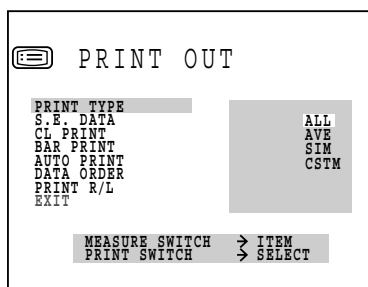 PRINT OUT
PRINT TYPE
S.E. DATA
CL PRINT
BAR PRINT
AUTO PRINT
DATA ORDER
PRINT R/L
EXIT
ALL
AVE
SIM
CSTM
MEASURE SWITCH → ITEM
PRINT SWITCH → SELECT